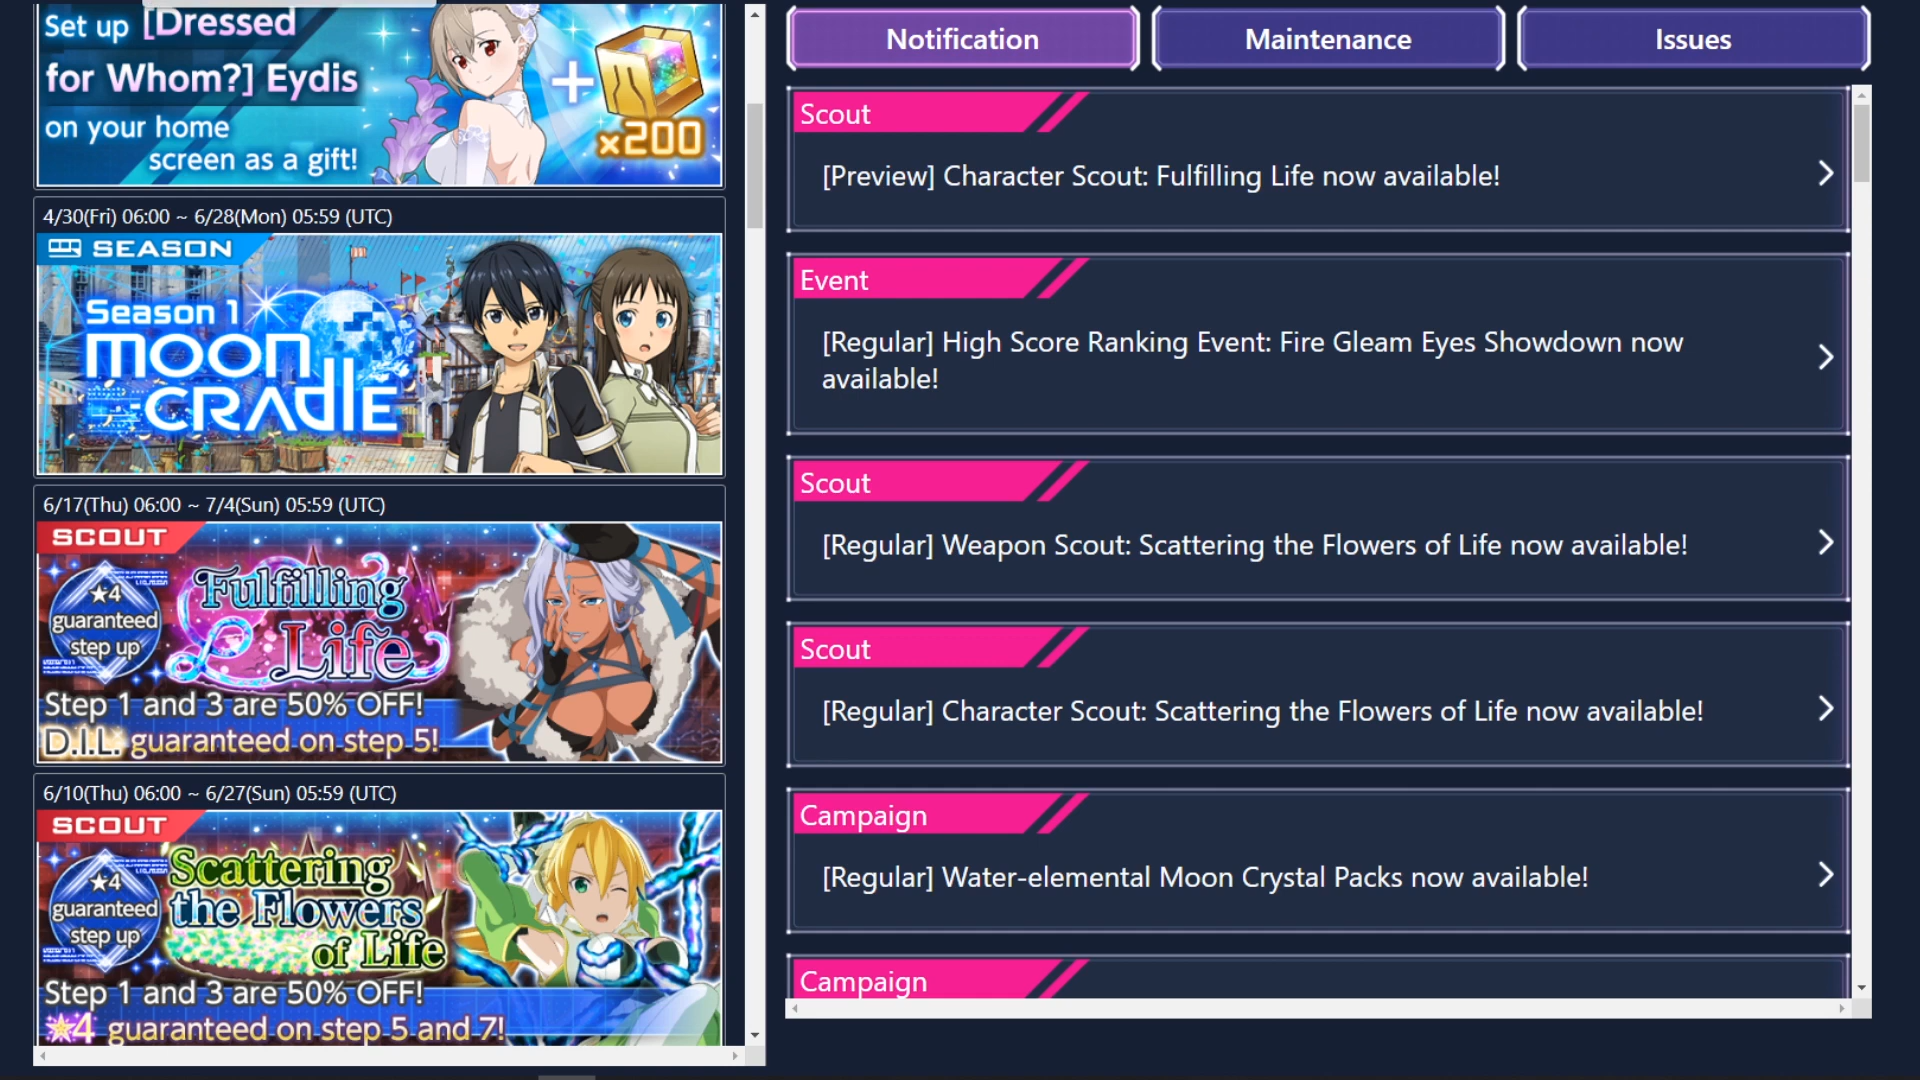 Set up [Dressed
for Whom?] Eydis
on your home
screen as a gift!
+
×200
4/30(Fri) 06:00 ~ 6/28(Mon) 05:59 (UTC)
SEASON
Season 1
moon
CRADLE
6/17(Thu) 06:00 ~ 7/4(Sun) 05:59 (UTC)
SCOUT
★4
guaranteed
step up
Fulfilling
Life
Step 1 and 3 are 50% OFF!
D.I.L. guaranteed on step 5!
6/10(Thu) 06:00 ~ 6/27(Sun) 05:59 (UTC)
SCOUT
★4
guaranteed
step up
Scattering
the Flowers
of Life
Step 1 and 3 are 50% OFF!
★4 guaranteed on step 5 and 7!
Notification
Maintenance
Issues
Scout
[Preview] Character Scout: Fulfilling Life now available!
Event
[Regular] High Score Ranking Event: Fire Gleam Eyes Showdown now
available!
Scout
[Regular] Weapon Scout: Scattering the Flowers of Life now available!
Scout
[Regular] Character Scout: Scattering the Flowers of Life now available!
Campaign
[Regular] Water-elemental Moon Crystal Packs now available!
Campaign